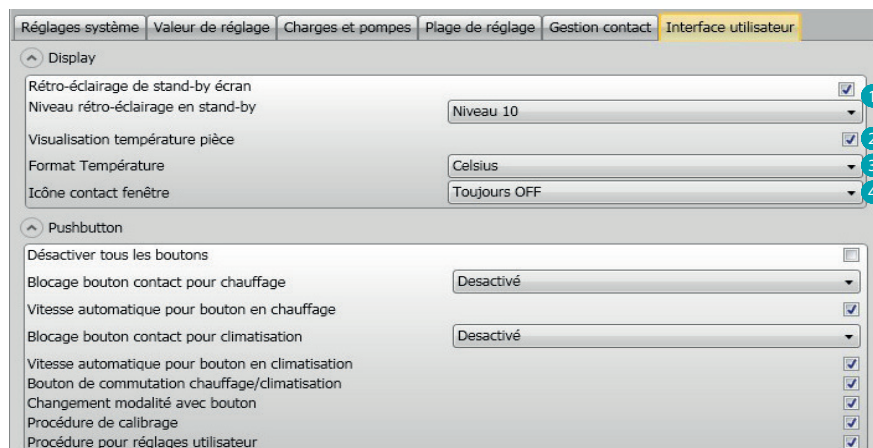 Réglages système Valeur de réglage Charges et pompes Plage de réglage Gestion contact Interface utilisateur
Display
Rétro-éclairage de stand-by écran
1
Niveau rétro-éclairage en stand-by Niveau 10
Visualisation température pièce 2
Format Température Celsius 3
Icône contact fenêtre Toujours OFF 4
Pushbutton
Désactiver tous les boutons
Blocage bouton contact pour chauffage Desactivé
Vitesse automatique pour bouton en chauffage
Blocage bouton contact pour climatisation Desactivé
Vitesse automatique pour bouton en climatisation
Bouton de commutation chauffage/climatisation
Changement modalité avec bouton
Procédure de calibrage
Procédure pour réglages utilisateur